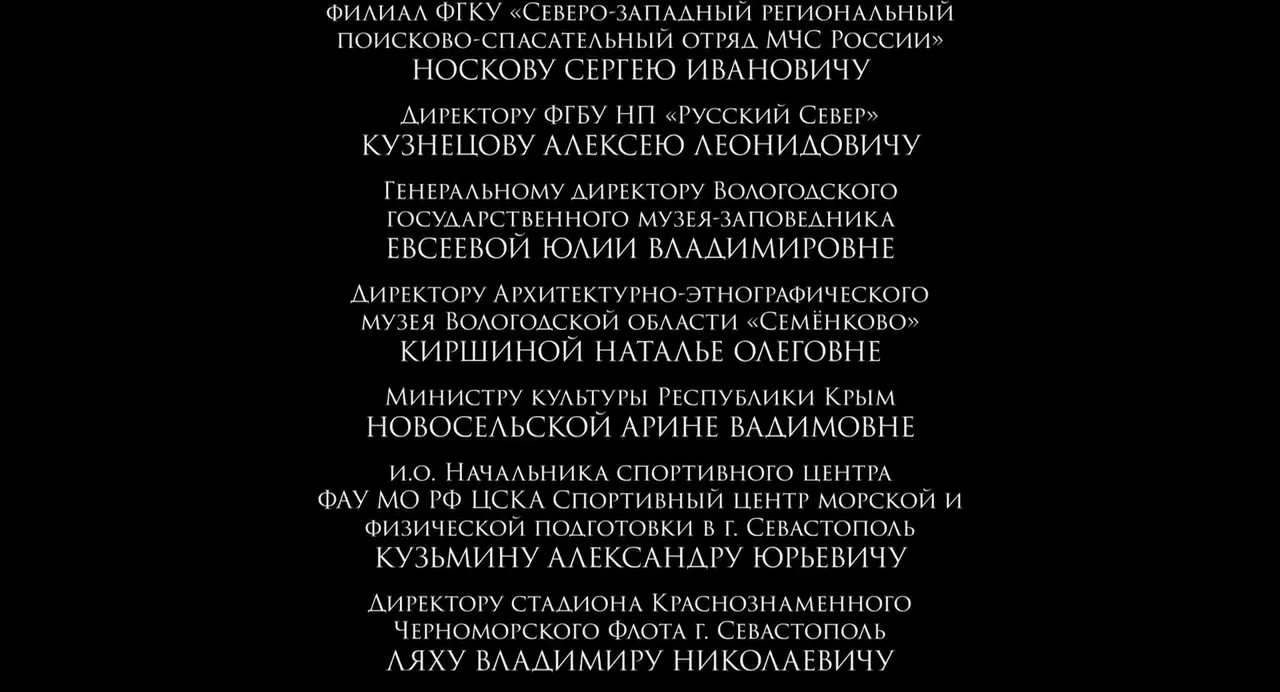 филиал ФГКУ «Северо-западный региональный
поисково-спасательный отряд МЧС России»
НОСКОВУ СЕРГЕЮ ИВАНОВИЧУ
Директору ФГБУ НП «Русский Север»
КУЗНЕЦОВУ АЛЕКСЕЮ ЛЕОНИДОВИЧУ
Генеральному директору Вологодского
государственного музея-заповедника
ЕВСЕЕВОЙ ЮЛИИ ВЛАДИМИРОВНЕ
Директору Архитектурно-этнографического
музея Вологодской области «Семёнково»
КИРШИНОЙ НАТАЛЬЕ ОЛЕГОВНЕ
Министру культуры Республики Крым
НОВОСЕЛЬСКОЙ АРИНЕ ВАДИМОВНЕ
и.о. Начальника спортивного центра
ФАУ МО РФ ЦСКА Спортивный центр морской и
физической подготовки в г. Севастополь
КУЗЬМИНУ АЛЕКСАНДРУ ЮРЬЕВИЧУ
Директору стадиона Краснознаменного
Черноморского Флота г. Севастополь
ЛЯХУ ВЛАДИМИРУ НИКОЛАЕВИЧУ